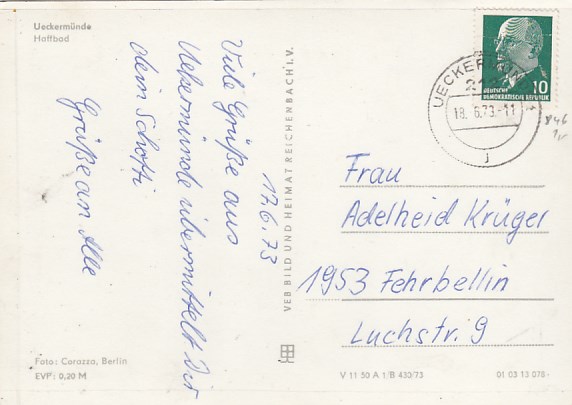 Ueckermünde
Haffbad
17.6.73
Viele Grüße aus
Ueckermünde übermittelt Dir
dein Schofti
Grüße an Alle
VEB BILD UND HEIMAT REICHENBACH i. V.
Foto: Corazza, Berlin
EVP: 0,20 M
DEUTSCHE
DEMOKRATISCHE REPUBLIK
10
UECKER
18. 6.73.-11
j
846
Frau
Adelheid Krüger
1953 Fehrbellin
Luchstr. 9
V 11 50 A 1/B 430/73
01 03 13 078